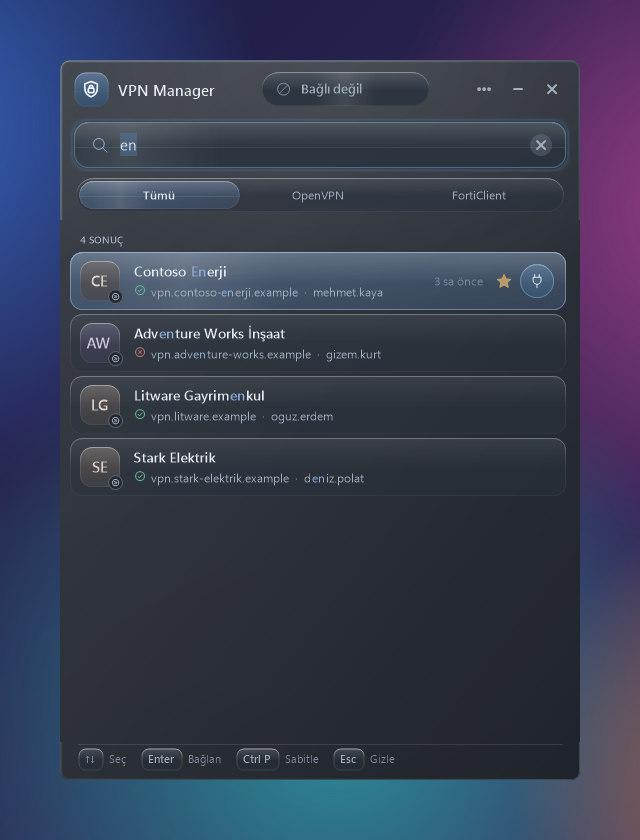 VPN Manager
Bağlı değil
en
Tümü
OpenVPN
FortiClient
4 SONUÇ
CE
Contoso Enerji
vpn.contoso-enerji.example · mehmet.kaya
3 sa önce
AW
Adventure Works İnşaat
vpn.adventure-works.example · gizem.kurt
LG
Litware Gayrimenkul
vpn.litware.example · oguz.erdem
SE
Stark Elektrik
vpn.stark-elektrik.example · deniz.polat
↑↓ Seç Enter Bağlan Ctrl P Sabitle Esc Gizle